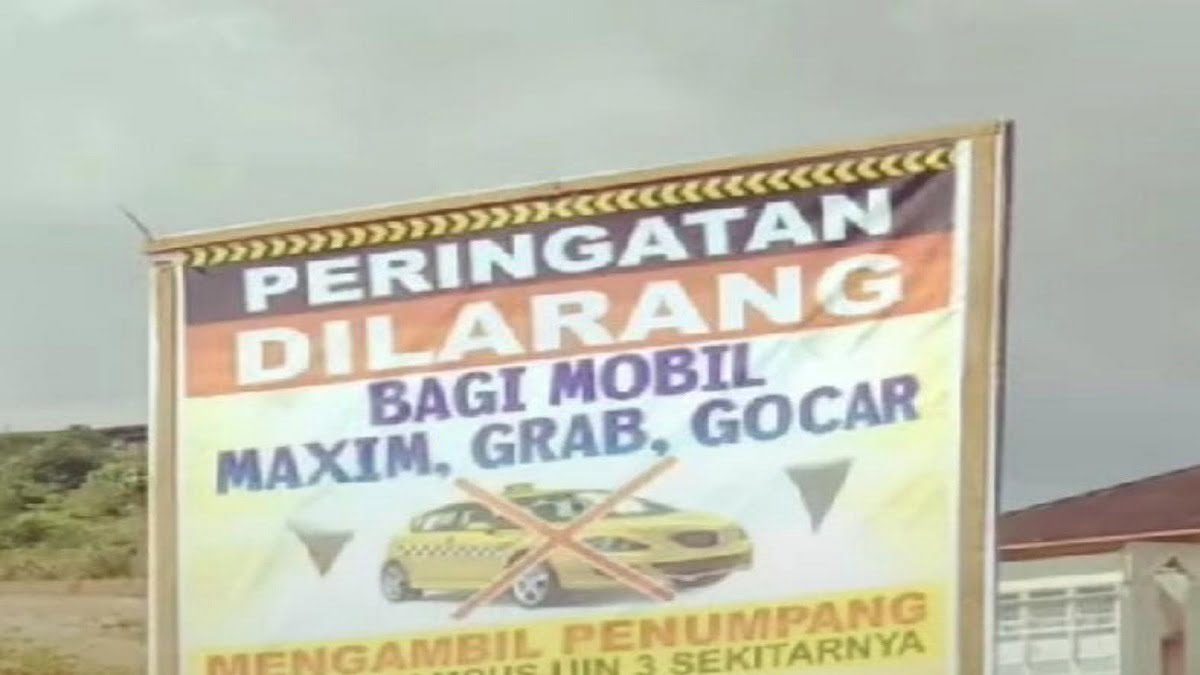 PERINGATAN
DILARANG
BAGI MOBIL
MAXIM, GRAB, GOCAR
MENGAMBIL PENUMPANG
UIN 3 SEKITARNYA